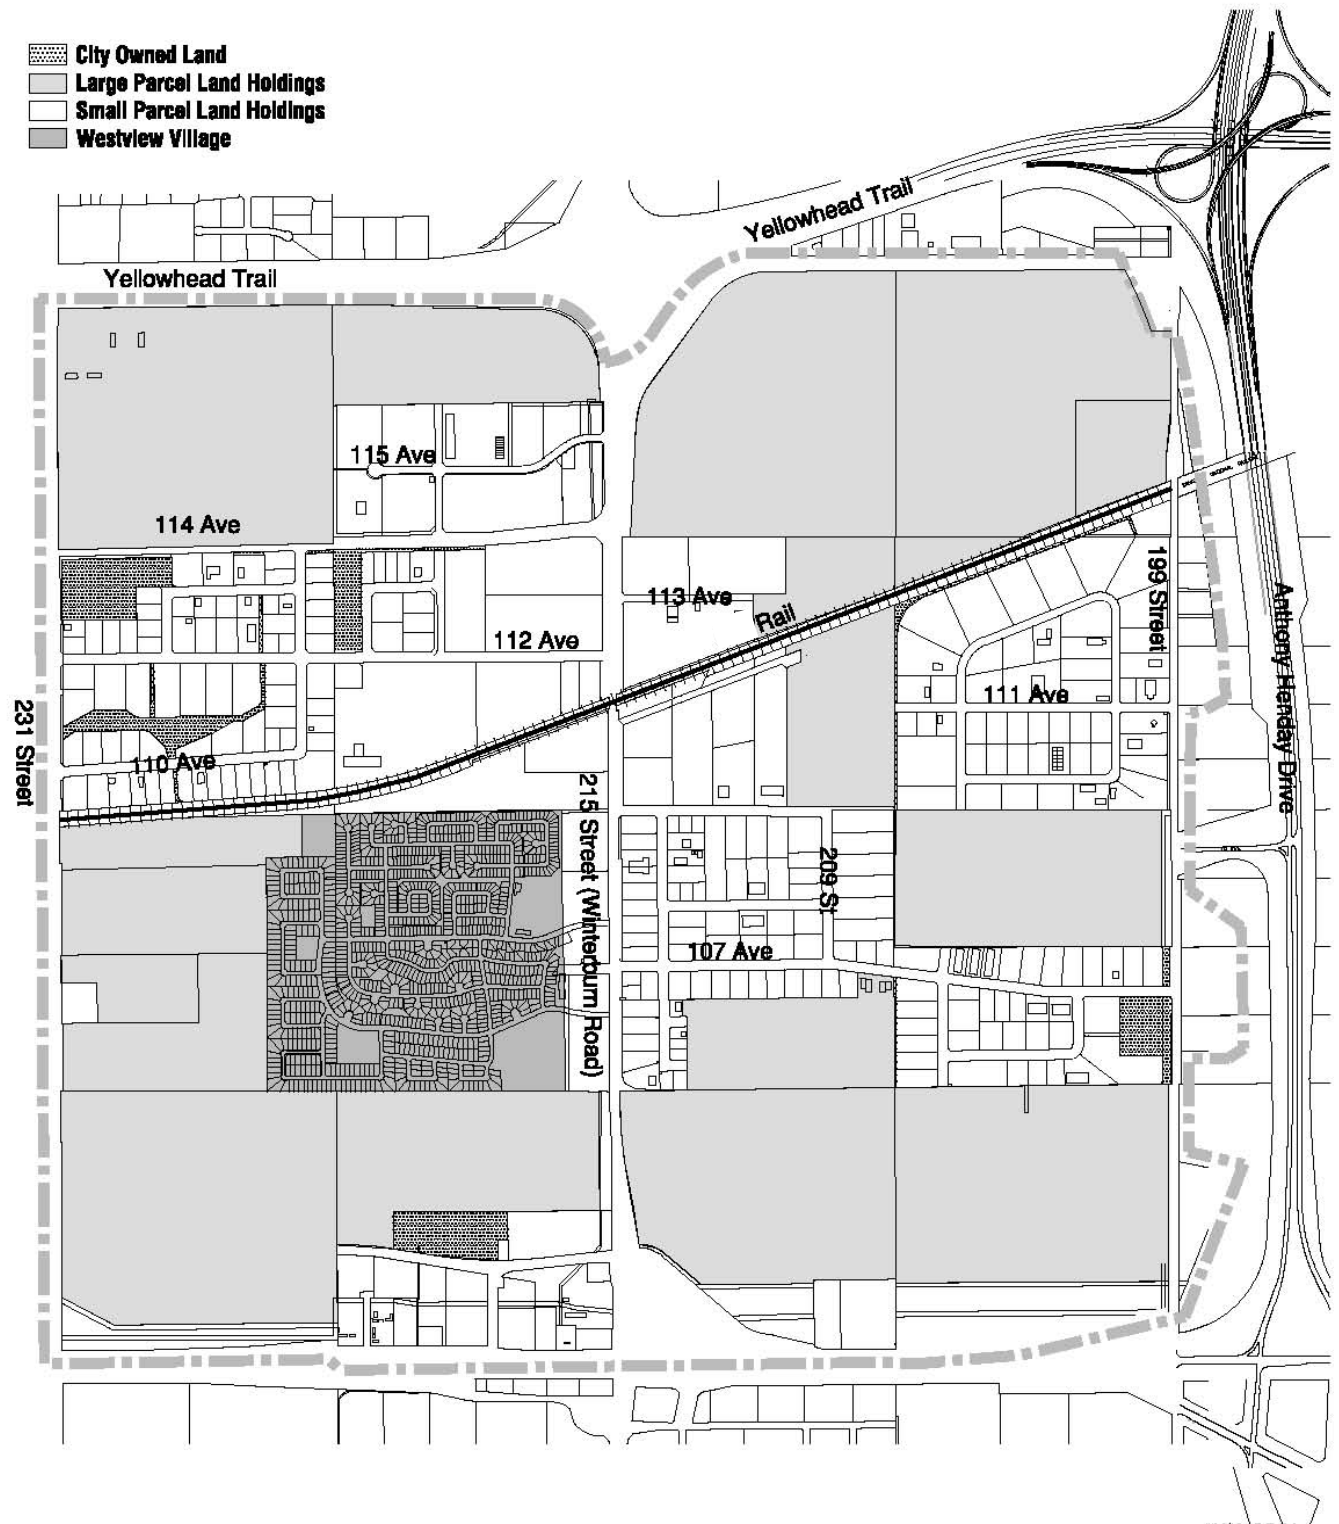 City Owned Land
Large Parcel Land Holdings
Small Parcel Land Holdings
Westview Village
Yellowhead Trail
Yellowhead Trail
115 Ave
114 Ave
113 Ave
Rail
199 Street
112 Ave
111 Ave
Anthony Henday Drive
231 Street
110 Ave
215 Street (Winterburn Road)
209 St
107 Ave